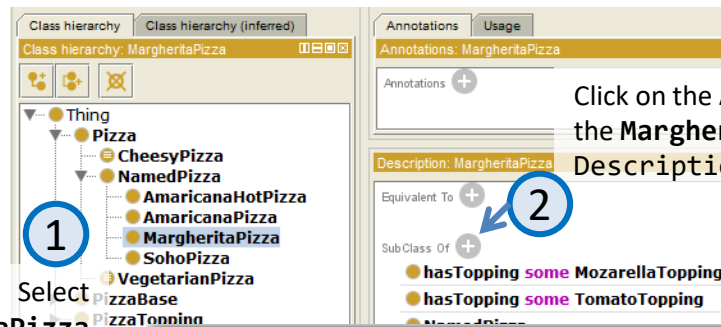 Class hierarchy Class hierarchy (inferred)
Class hierarchy: MargheritaPizza
Thing
Pizza
CheesyPizza
NamedPizza
AmaricanaHotPizza
AmaricanaPizza
MargheritaPizza
SohoPizza
VegetarianPizza
PizzaBase
PizzaTopping
1
Select
Pizza
Annotations Usage
Annotations: MargheritaPizza
Annotations
Click on the
the Margher
Descriptio
Description: MargheritaPizza
Equivalent To
2
SubClass Of
hasTopping some MozarellaTopping
hasTopping some TomatoTopping
NamedPizza